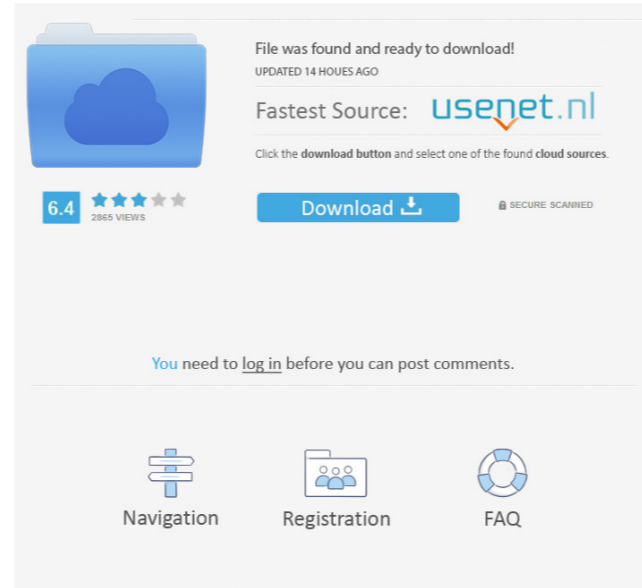 File was found and ready to download!
UPDATED 14 HOUES AGO
Fastest Source: usenet.nl
Click the download button and select one of the found cloud sources.
6.4
2865 VIEWS
Download
SECURE SCANNED
You need to log in before you can post comments.
Navigation
Registration
FAQ